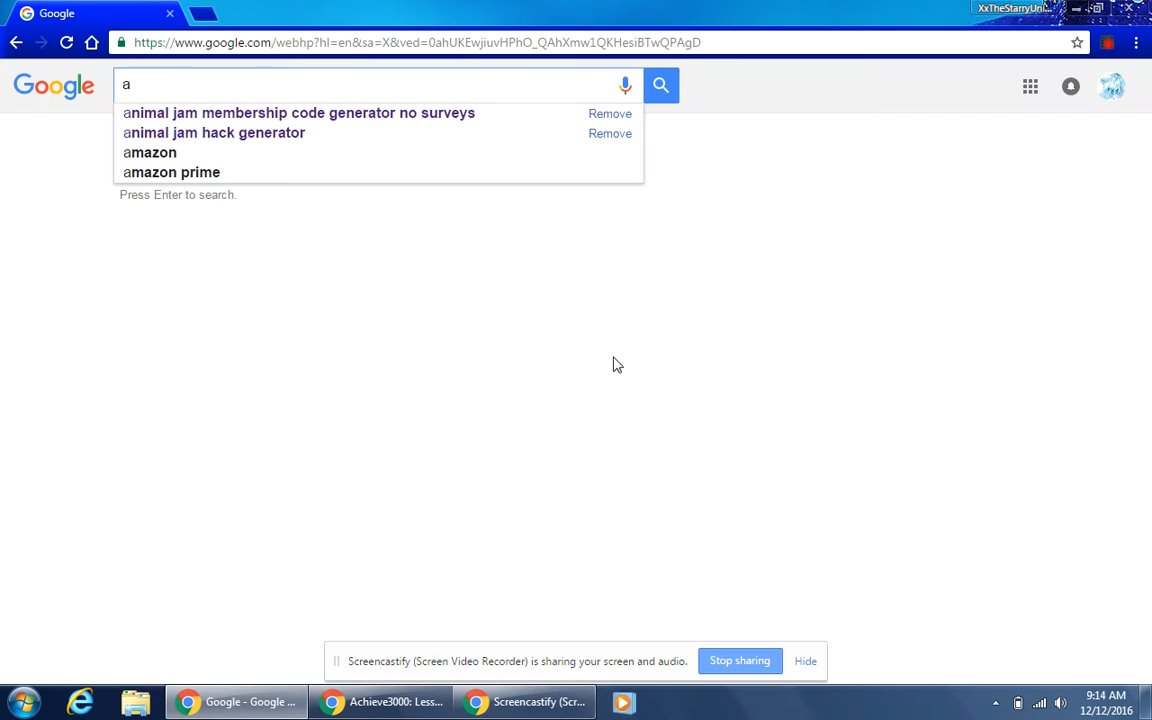 Google
XxTheStarryUni...
https://www.google.com/webhp?hl=en&sa=X&ved=0ahUKEwjiuvHPhO_QAhXmw1QKHesiBTwQPAgD
Google
a
animal jam membership code generator no surveys Remove
animal jam hack generator Remove
amazon
amazon prime
Press Enter to search.
Screencastify (Screen Video Recorder) is sharing your screen and audio. Stop sharing Hide
Google - Google ... Achieve3000: Less... Screencastify (Scr... 9:14 AM
12/12/2016